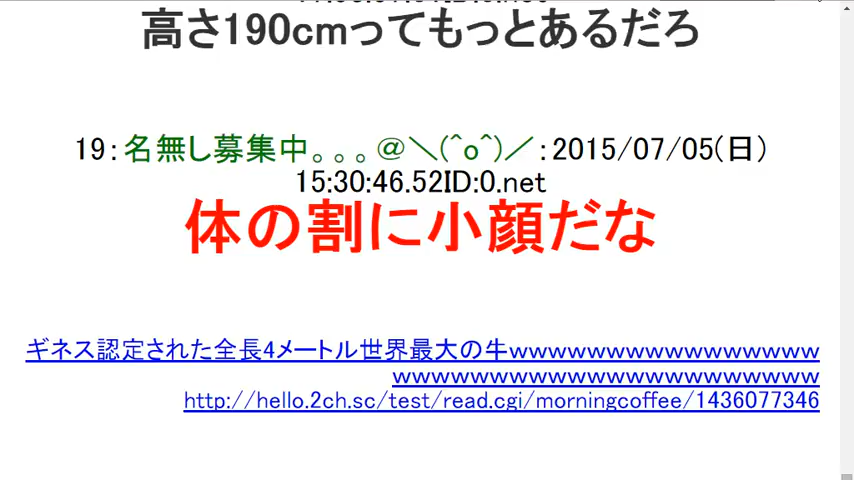 高さ190cmってもっとあるだろ
19：名無し募集中。。。＠＼(^o^)／：2015/07/05(日)
15:30:46.52ID:0.net
体の割に小顔だな
ギネス認定された全長4メートル世界最大の牛wwwwwwwwwwwwwwww
wwwwwwwwwwwwwwwwwwwwwww
http://hello.2ch.sc/test/read.cgi/morningcoffee/1436077346